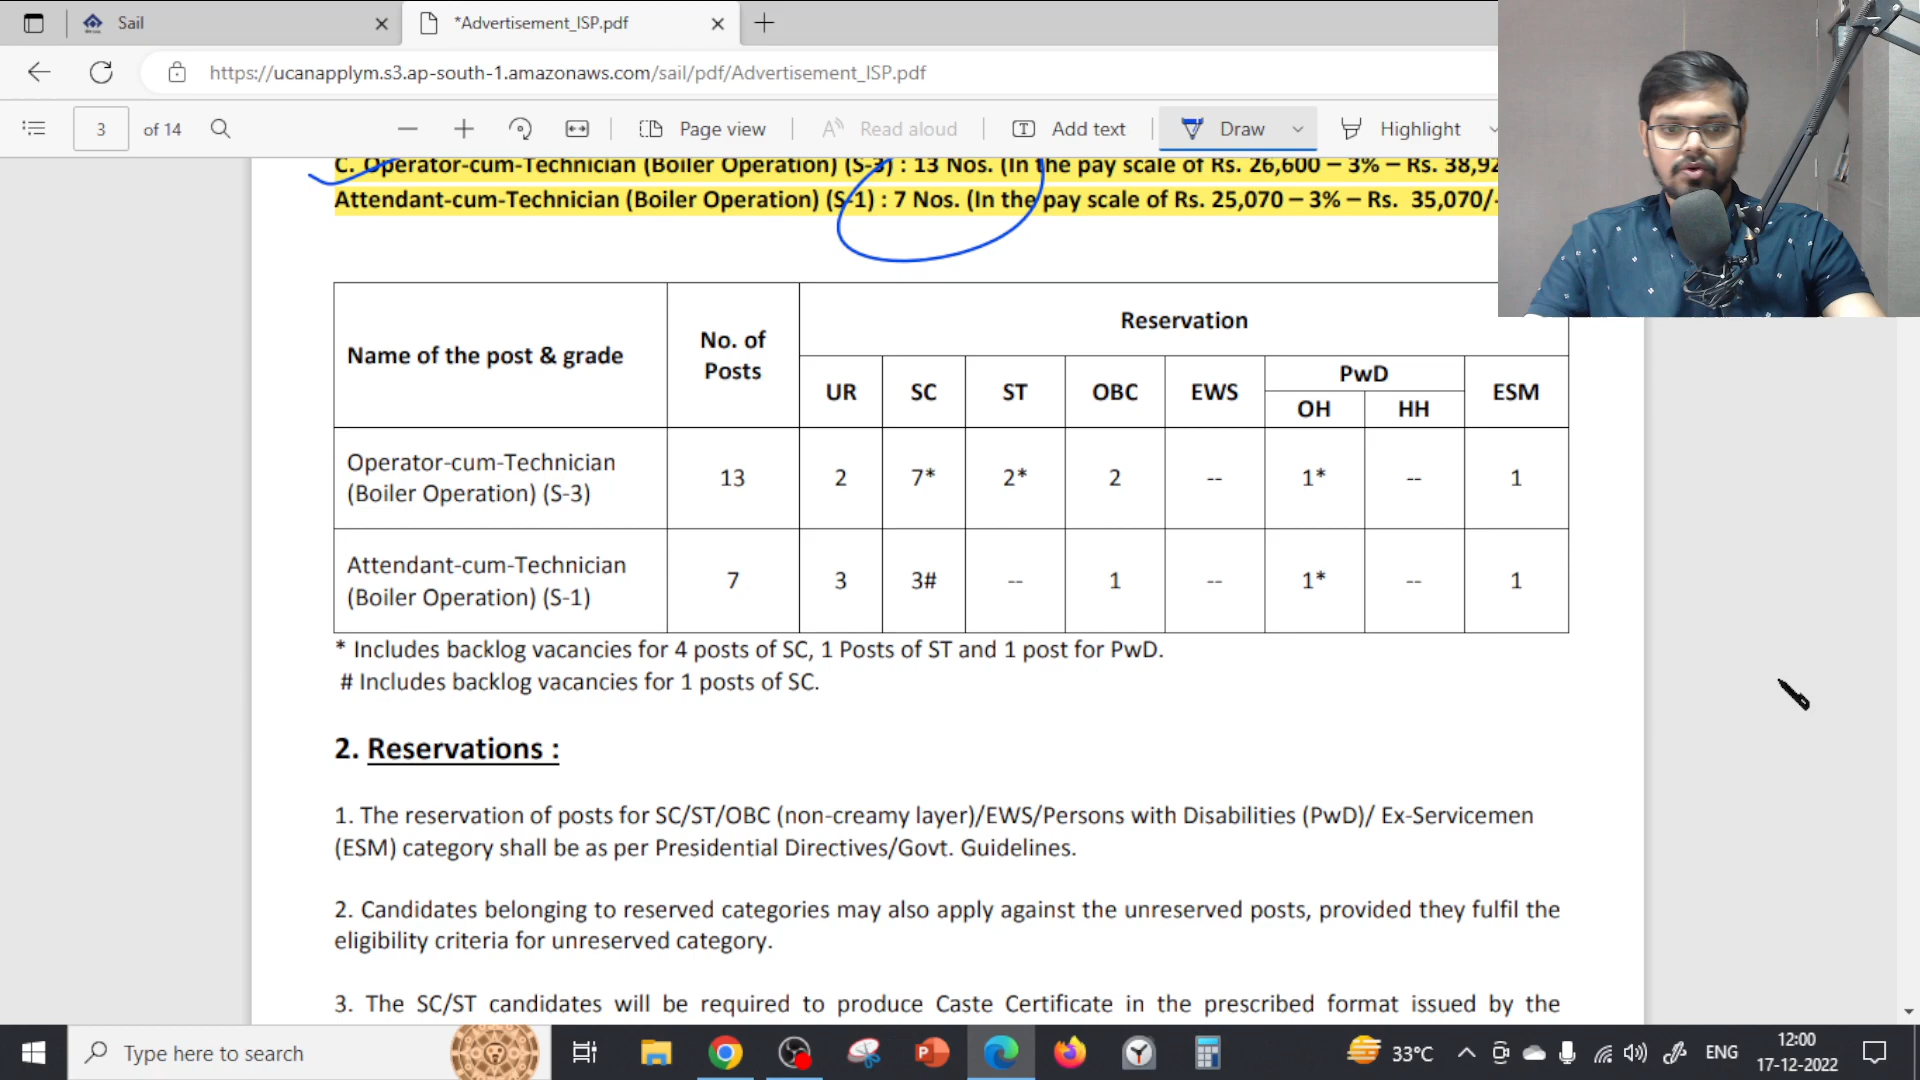 Sail
*Advertisement_ISP.pdf
https://ucanapplym.s3.ap-south-1.amazonaws.com/sail/pdf/Advertisement_ISP.pdf
3 of 14
Page view
Read aloud
Add text
Draw
Highlight
C. Operator-cum-Technician (Boiler Operation) (S-3) : 13 Nos. (In the pay scale of Rs. 26,600 – 3% – Rs. 38,92
Attendant-cum-Technician (Boiler Operation) (S-1) : 7 Nos. (In the pay scale of Rs. 25,070 – 3% – Rs. 35,070/-
Name of the post & grade
No. of
Posts
Reservation
UR SC ST OBC EWS PwD ESM
OH HH
Operator-cum-Technician
(Boiler Operation) (S-3)
13 2 7* 2* 2 -- 1* -- 1
Attendant-cum-Technician
(Boiler Operation) (S-1)
7 3 3# -- 1 -- 1* -- 1
* Includes backlog vacancies for 4 posts of SC, 1 Posts of ST and 1 post for PwD.
# Includes backlog vacancies for 1 posts of SC.
2. Reservations :
1. The reservation of posts for SC/ST/OBC (non-creamy layer)/EWS/Persons with Disabilities (PwD)/ Ex-Servicemen
(ESM) category shall be as per Presidential Directives/Govt. Guidelines.
2. Candidates belonging to reserved categories may also apply against the unreserved posts, provided they fulfil the
eligibility criteria for unreserved category.
3. The SC/ST candidates will be required to produce Caste Certificate in the prescribed format issued by the
Type here to search
33°C
ENG
12:00
17-12-2022